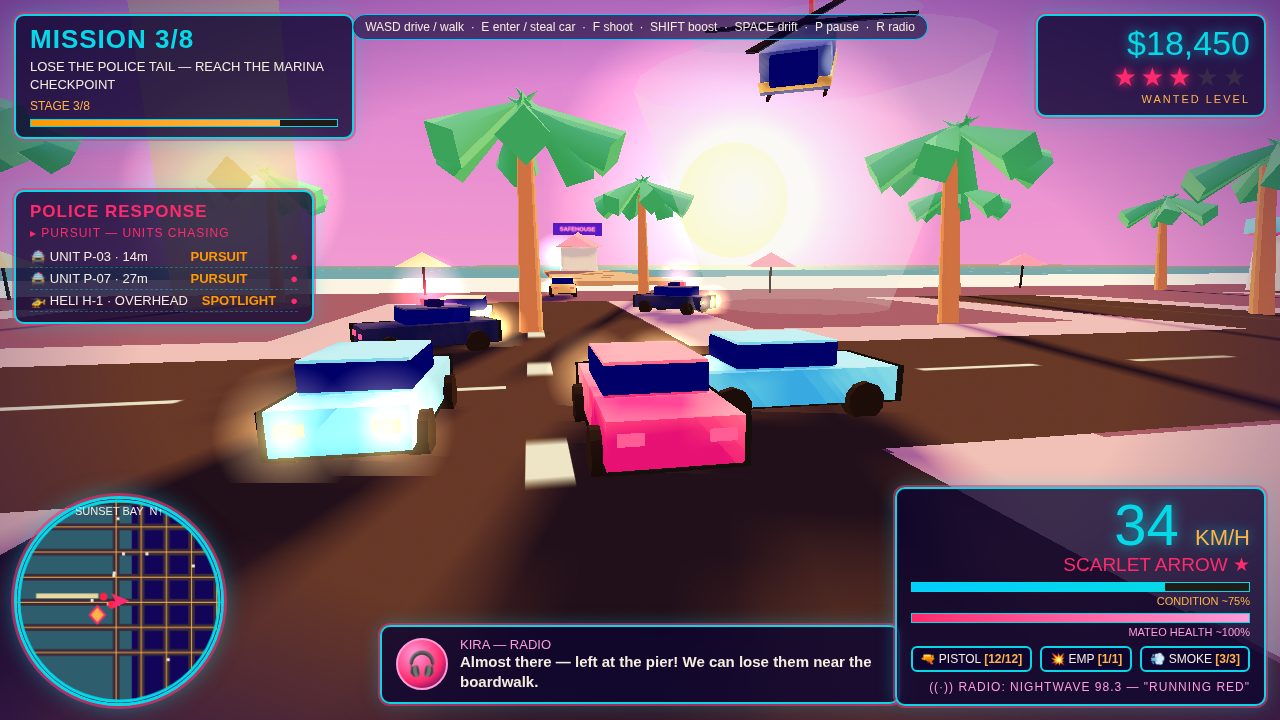 MISSION 3/8
LOSE THE POLICE TAIL — REACH THE MARINA
CHECKPOINT
STAGE 3/8
WASD drive / walk · E enter / steal car · F shoot · SHIFT boost · SPACE drift · P pause · R radio
$18,450
★★★★★
WANTED LEVEL
POLICE RESPONSE
▸ PURSUIT — UNITS CHASING
UNIT P-03 · 14m PURSUIT
UNIT P-07 · 27m PURSUIT
HELI H-1 · OVERHEAD SPOTLIGHT
SAFEHOUSE
SUNSET BAY
KIRA — RADIO
Almost there — left at the pier! We can lose them near the
boardwalk.
34 KM/H
SCARLET ARROW ★
CONDITION ~75%
MATEO HEALTH ~100%
PISTOL [12/12] EMP [1/1] SMOKE [3/3]
((·)) RADIO: NIGHTWAVE 98.3 — "RUNNING RED"